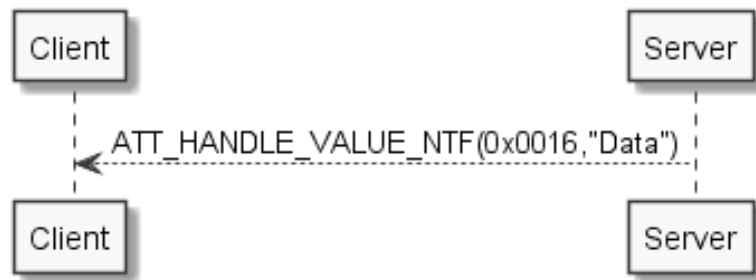 Client Server
ATT_HANDLE_VALUE_NTF(0x0016,"Data")
Client Server